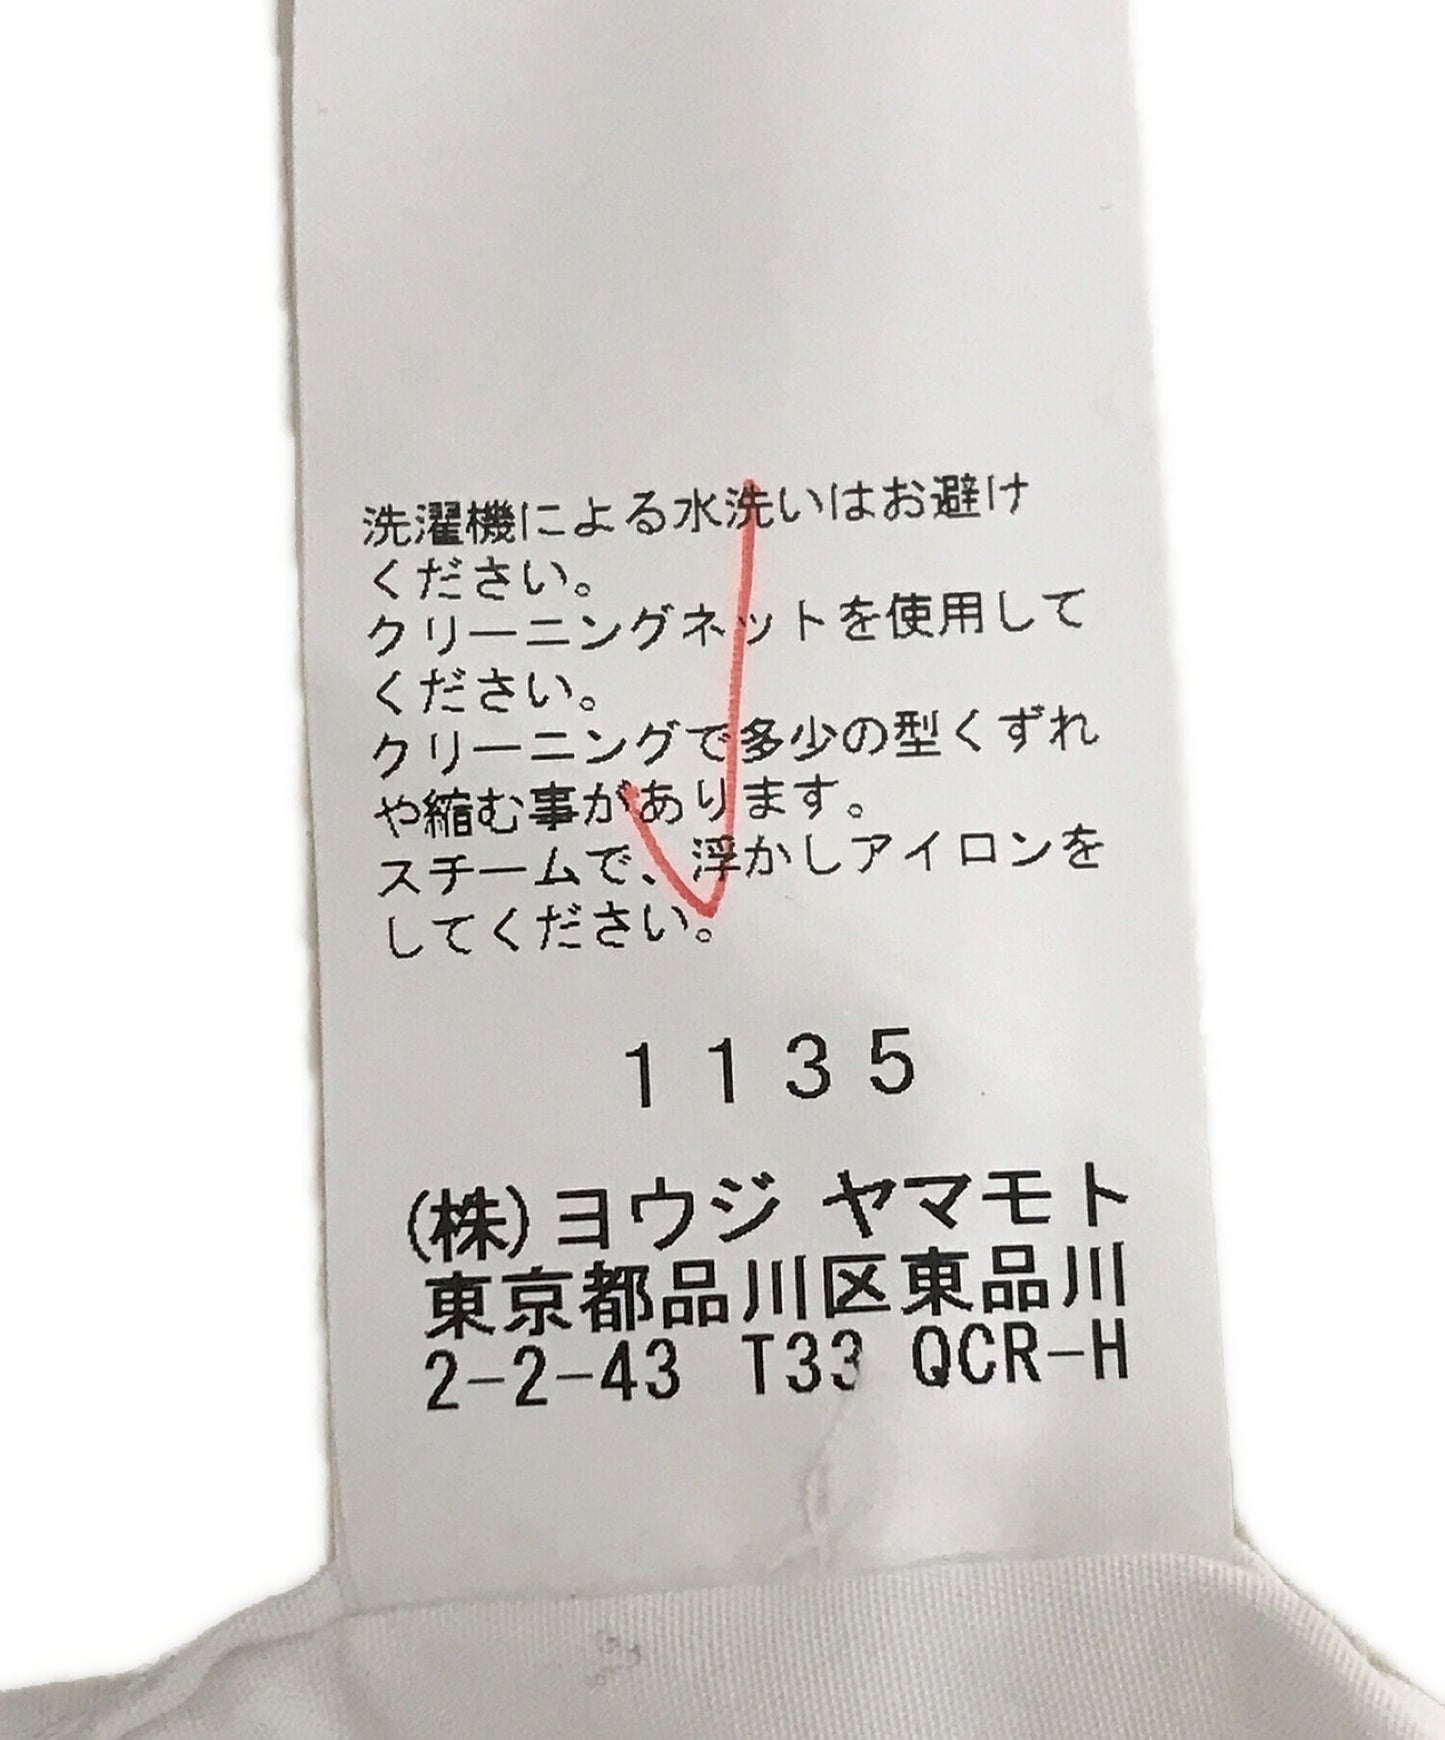 洗濯機による水洗いはお避け
ください。
クリーニングネットを使用して
ください。
クリーニングで多少の型くずれ
や縮む事があります。
スチームで、浮かしアイロンを
してください。
1135
(株)ヨウジ ヤマモト
東京都品川区東品川
2-2-43 T33 QCR-H